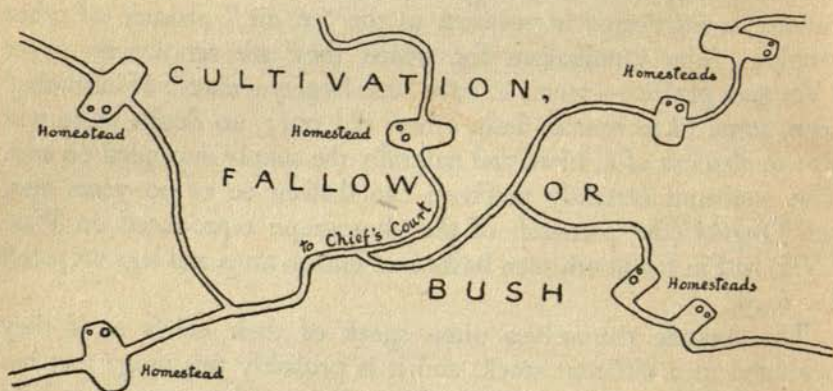 CULTIVATION,
Homesteads
Homestead
Homestead
FALLOW
OR
to Chief's Court
BUSH
Homesteads
Homestead